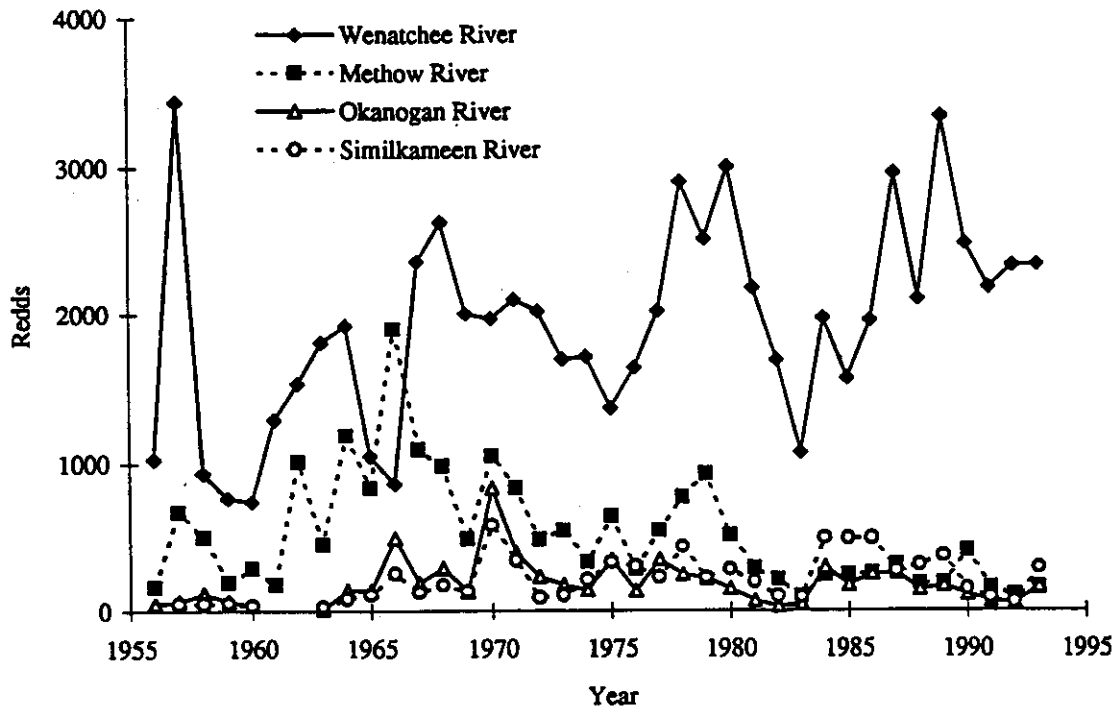 4000
3000
2000
1000
0
Redds
Wenatchee River
Methow River
Okanogan River
Similkameen River
1955 1960 1965 1970 1975 1980 1985 1990 1995
Year